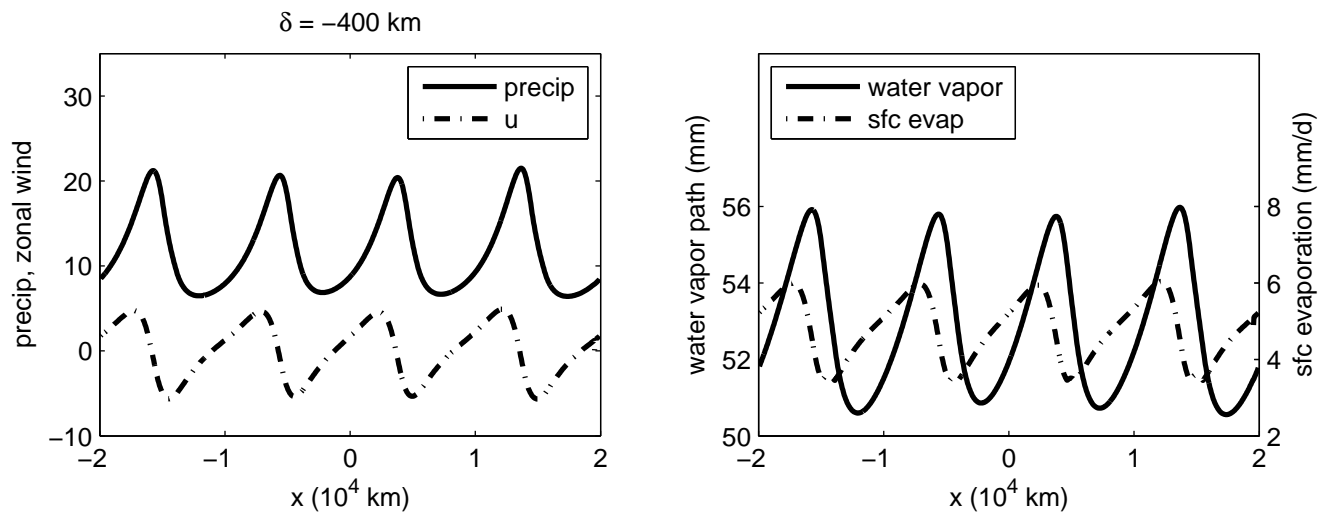 δ = −400 km
precip, zonal wind
30
20
10
0
−10
−2
−1
0
1
2
x (10⁴ km)
precip
u
water vapor path (mm)
56
54
52
50
−2
−1
0
1
2
x (10⁴ km)
water vapor
sfc evap
8
6
4
2
sfc evaporation (mm/d)